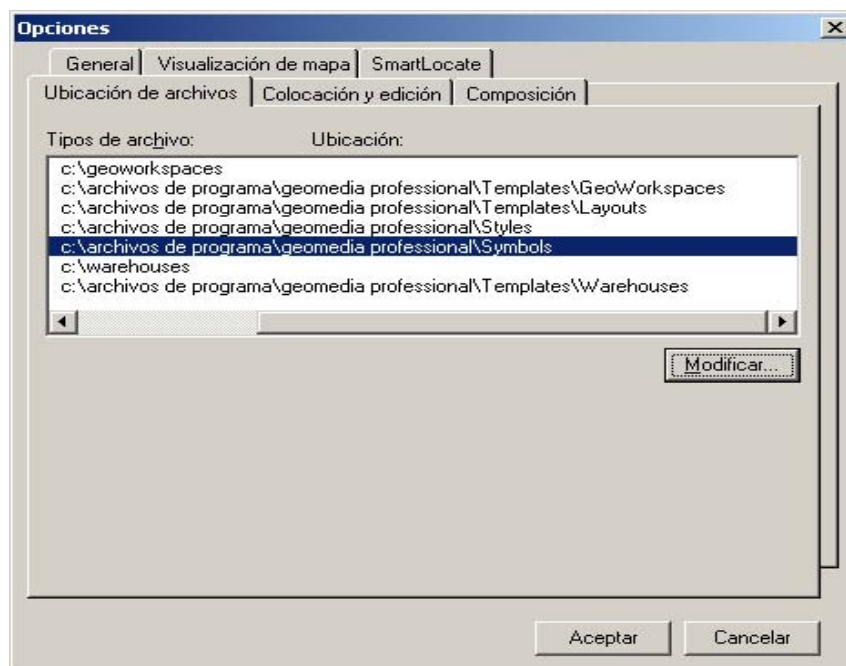 Opciones
General Visualización de mapa SmartLocate
Ubicación de archivos Colocación y edición Composición
Tipos de archivo: Ubicación:
c:\geoworkspaces
c:\archivos de programa\geomedia professional\Templates\GeoWorkspaces
c:\archivos de programa\geomedia professional\Templates\Layouts
c:\archivos de programa\geomedia professional\Styles
c:\archivos de programa\geomedia professional\Symbols
c:\warehouses
c:\archivos de programa\geomedia professional\Templates\Warehouses
Modificar...
Aceptar Cancelar